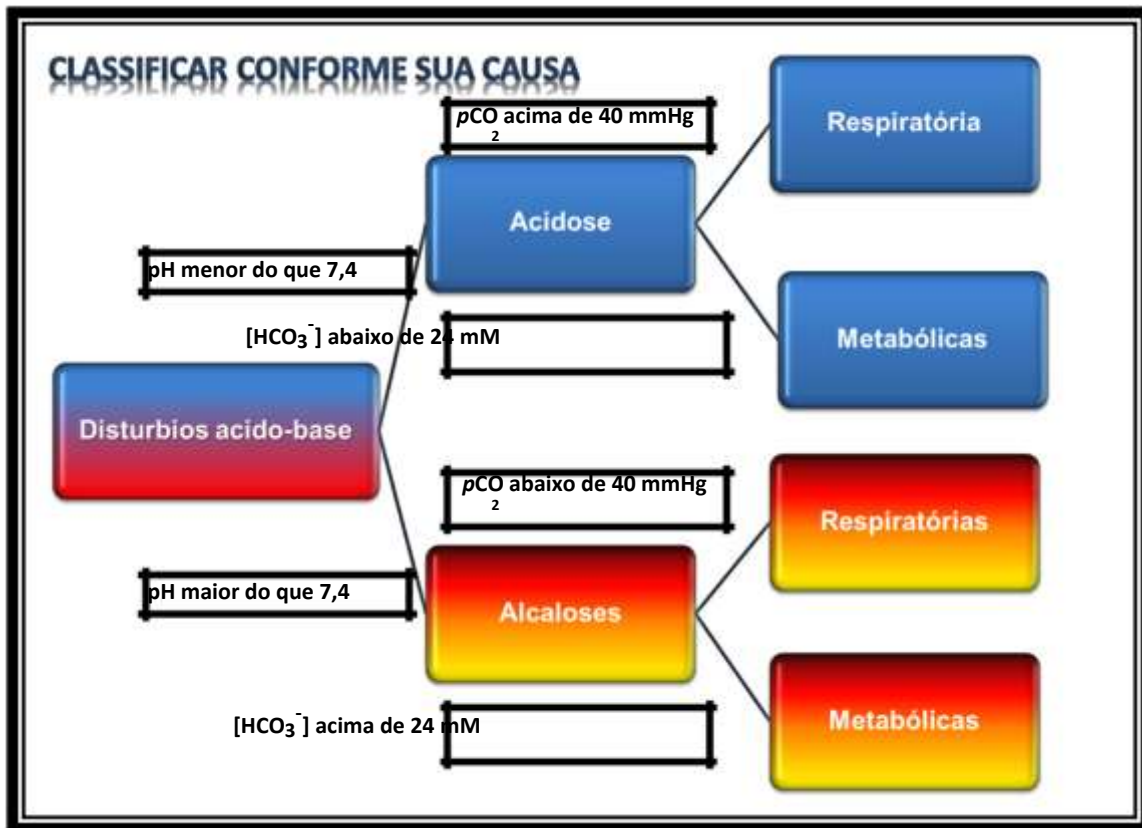 CLASSIFICAR CONFORME SUA CAUSA
pCO₂ acima de 40 mmHg
Respiratória
Acidose
pH menor do que 7,4
[HCO₃⁻] abaixo de 24 mM
Metabólicas
Disturbios acido-base
pCO₂ abaixo de 40 mmHg
Respiratórias
pH maior do que 7,4
Alcaloses
[HCO₃⁻] acima de 24 mM
Metabólicas